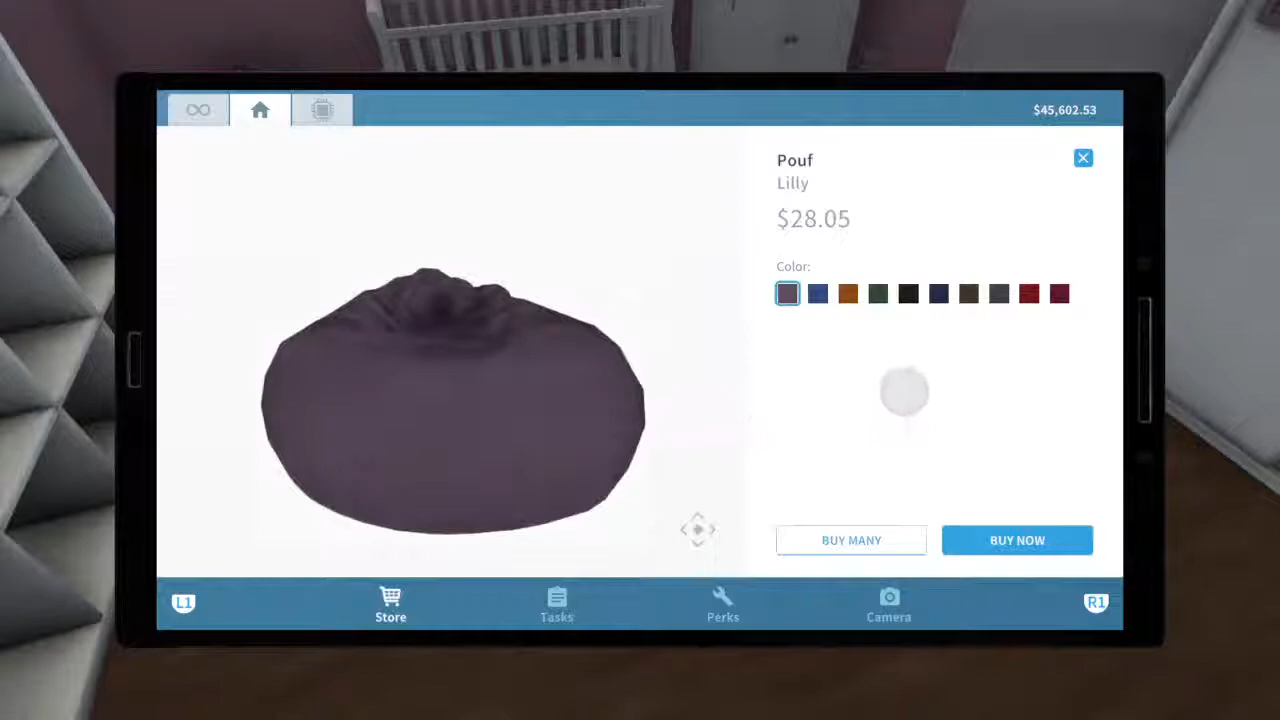 $45,602.53
Pouf
Lilly
$28.05
Color:
BUY MANY
BUY NOW
L1
Store
Tasks
Perks
Camera
R1